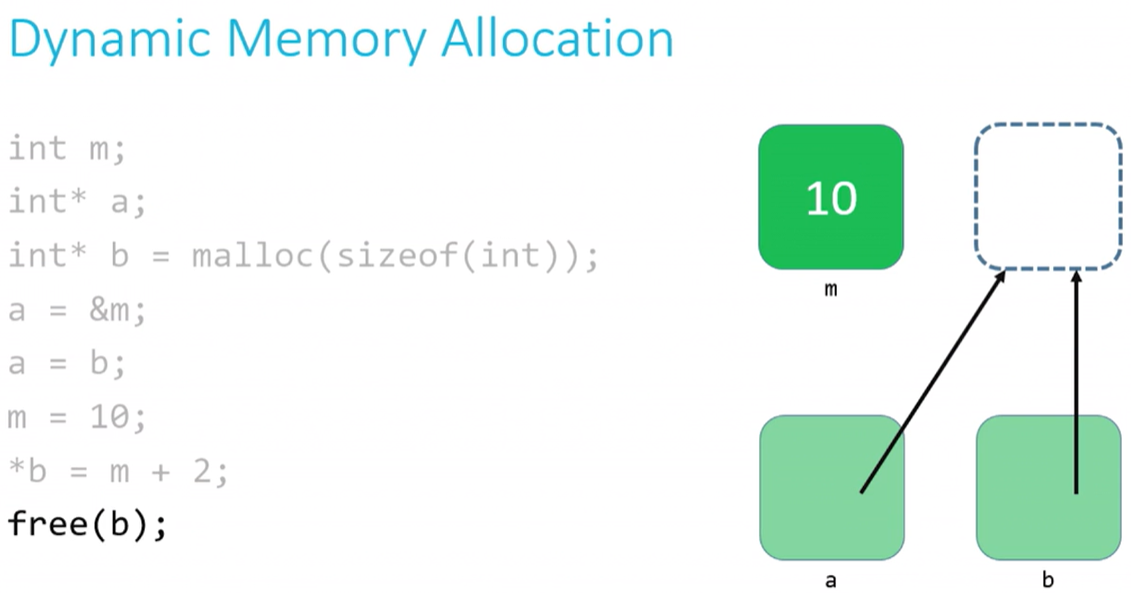 Dynamic Memory Allocation
int m;
int* a;
int* b = malloc(sizeof(int));
a = &m;
a = b;
m = 10;
*b = m + 2;
free(b);
10
m
a
b